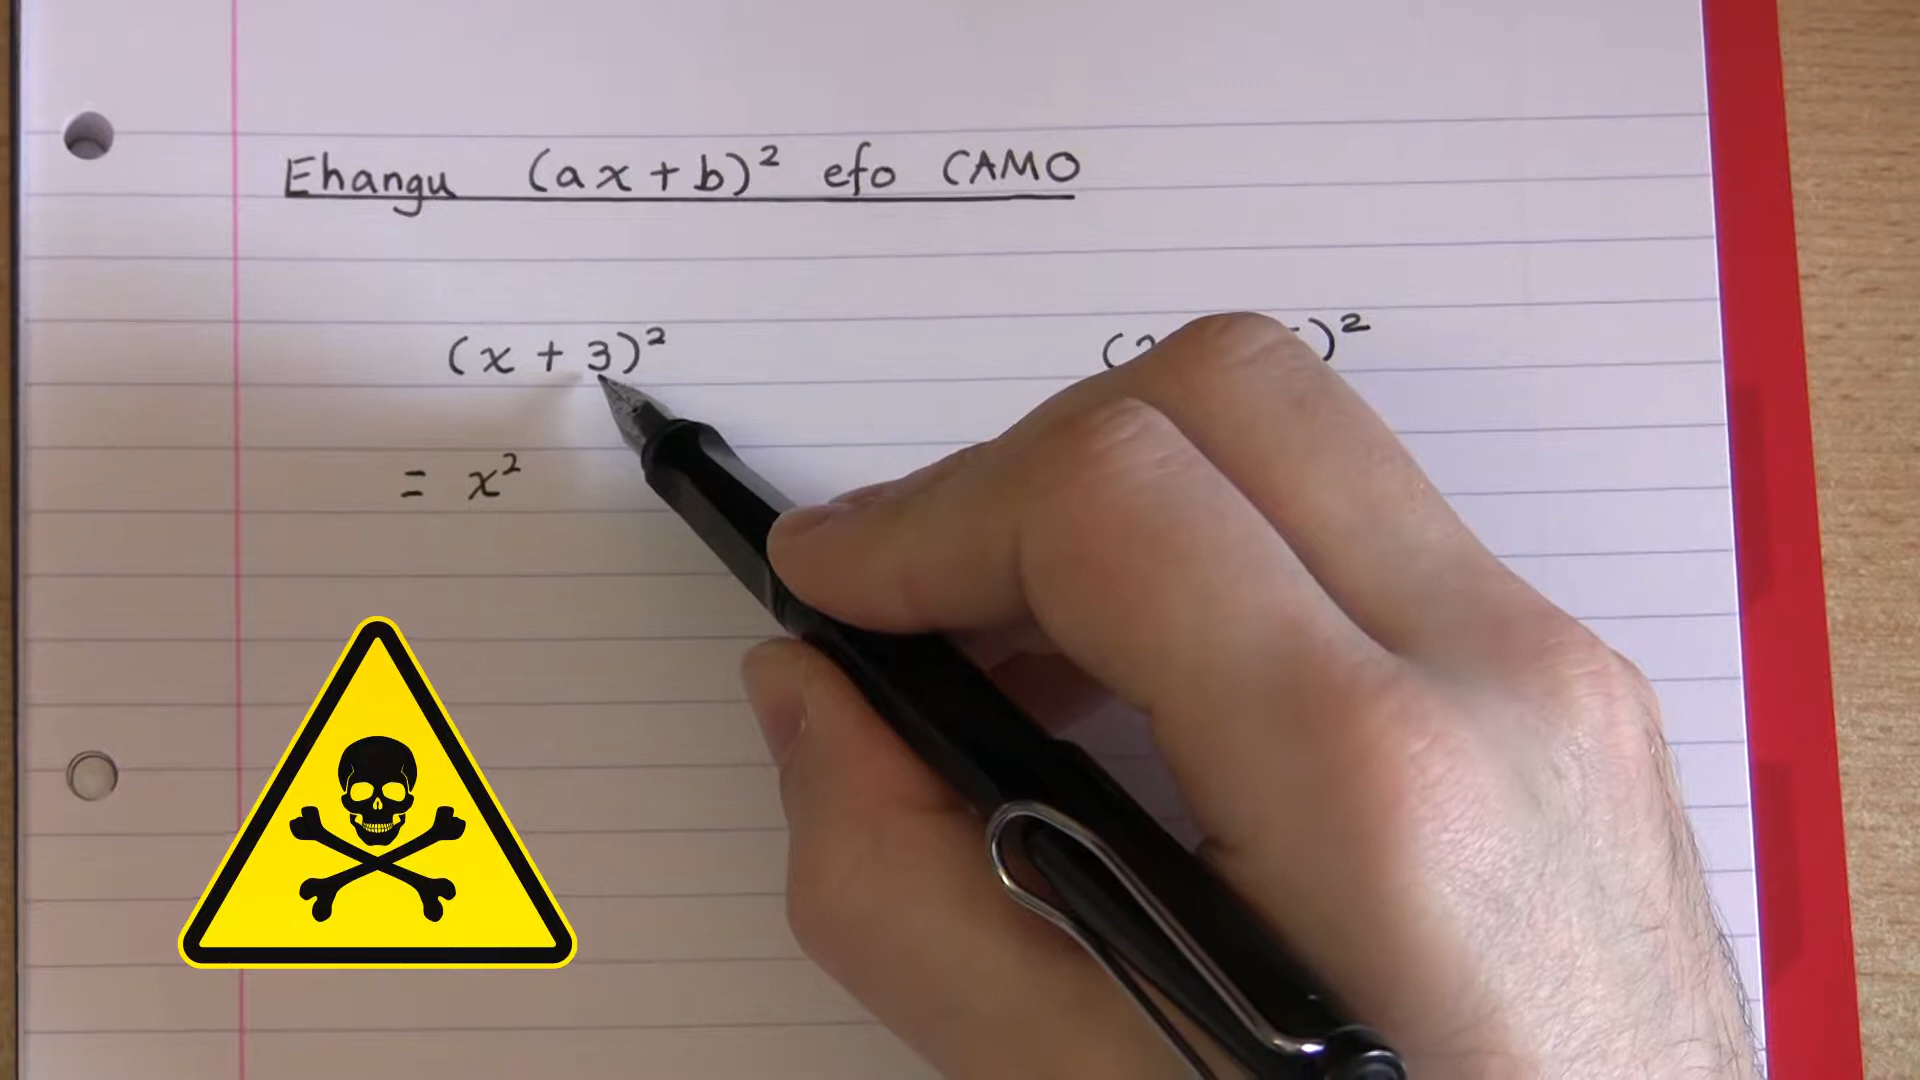 Ehangu (ax + b)² efo CAMO
(x + 3)² ( )²
= x²